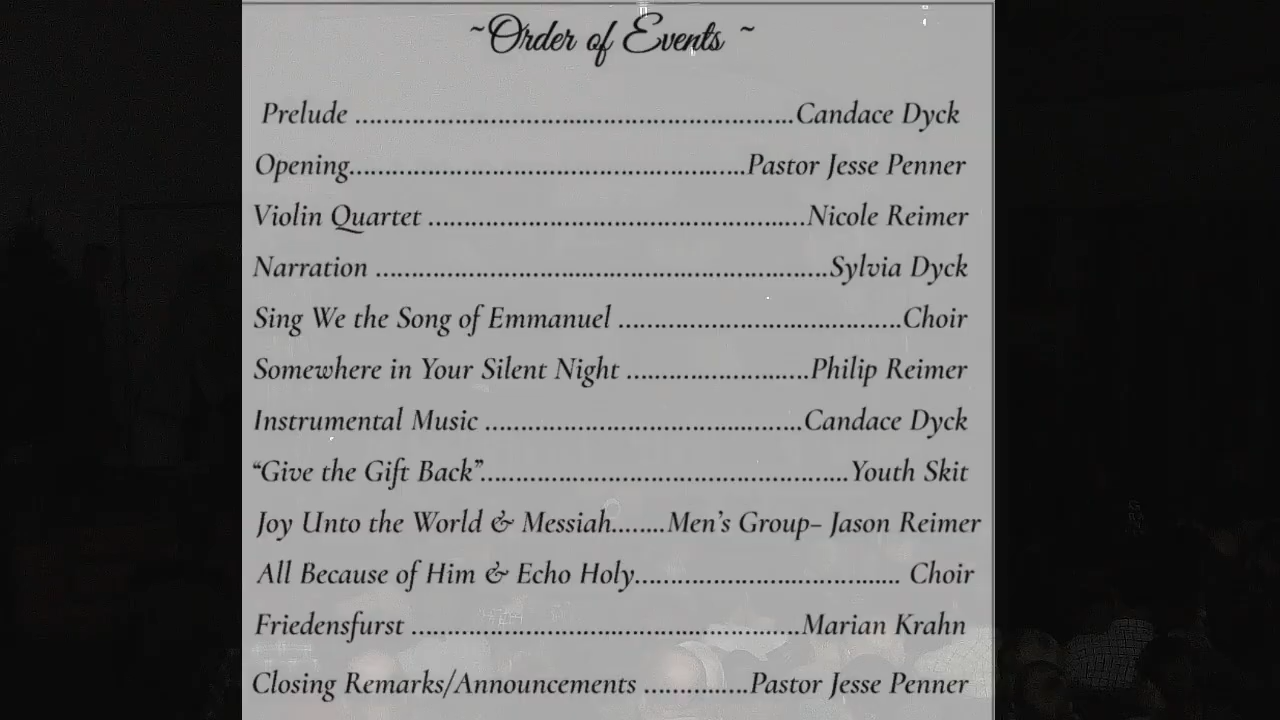 ~Order of Events ~
Prelude ............................................................Candace Dyck
Opening.......................................................Pastor Jesse Penner
Violin Quartet ....................................................Nicole Reimer
Narration ..............................................................Sylvia Dyck
Sing We the Song of Emmanuel .......................................Choir
Somewhere in Your Silent Night .........................Philip Reimer
Instrumental Music ............................................Candace Dyck
“Give the Gift Back”...................................................Youth Skit
Joy Unto the World & Messiah........Men’s Group– Jason Reimer
All Because of Him & Echo Holy..................................... Choir
Friedensfurst ......................................................Marian Krahn
Closing Remarks/Announcements ...............Pastor Jesse Penner